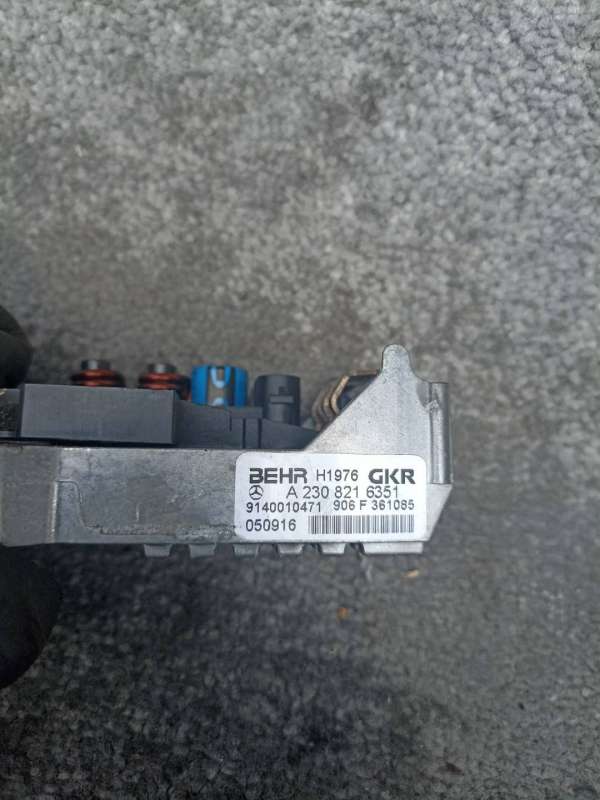 BEHR H1976 GKR
A 230 821 6351
9140010471 906 F 361085
050916